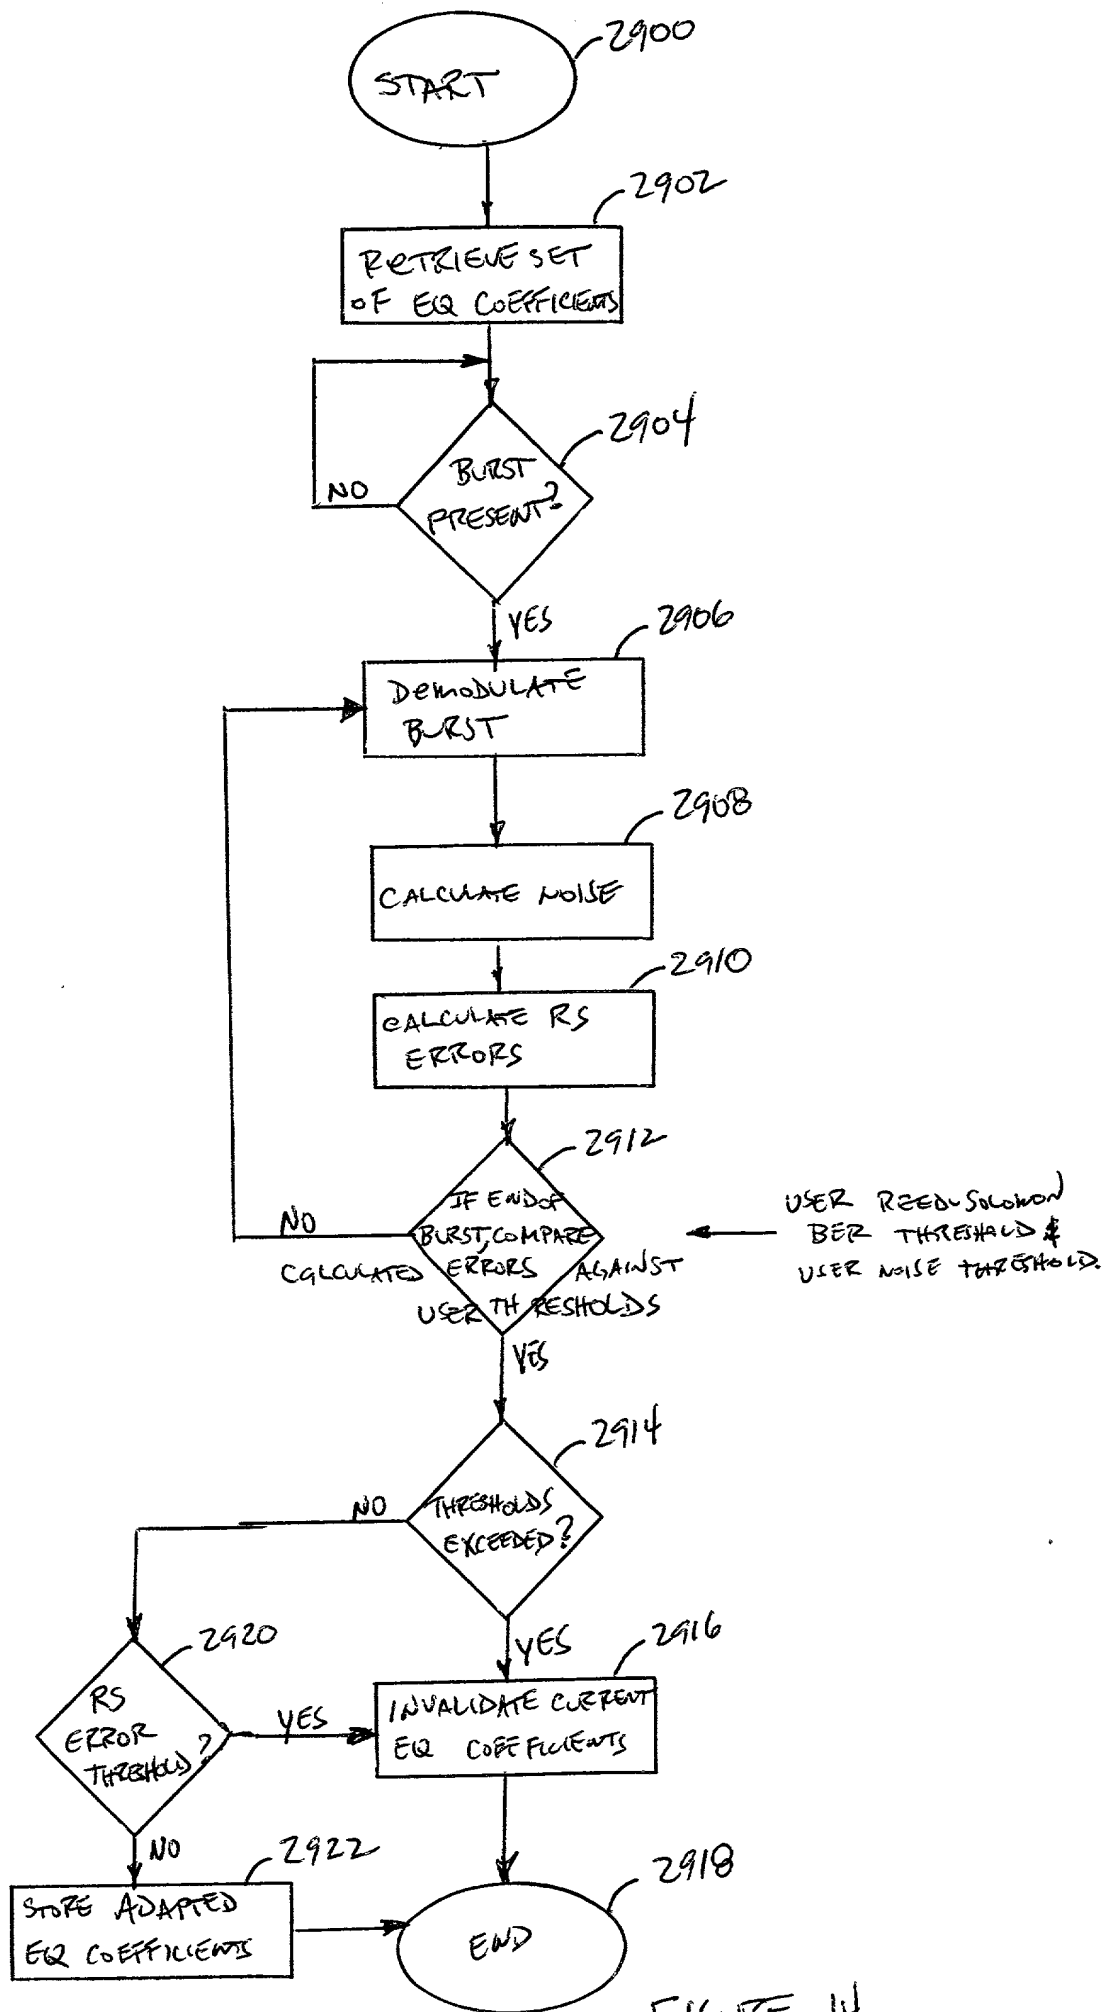 2900
START
2902
RETRIEVE SET
OF EQ COEFFICIENTS
2904
BURST
PRESENT?
NO
YES
2906
DEMODULATE
BURST
2908
CALCULATE NOISE
2910
CALCULATE RS
ERRORS
2912
IF END OF
BURST, COMPARE
CALCULATED ERRORS AGAINST
USER THRESHOLDS
NO
USER REED-SOLOMON
BER THRESHOLD &
USER NOISE THRESHOLD.
YES
2914
THRESHOLDS
EXCEEDED?
NO
YES
2920
RS
ERROR
THRESHOLD?
YES
2916
INVALIDATE CURRENT
EQ COEFFICIENTS
NO
2922
STORE ADAPTED
EQ COEFFICIENTS
2918
END
FIGURE